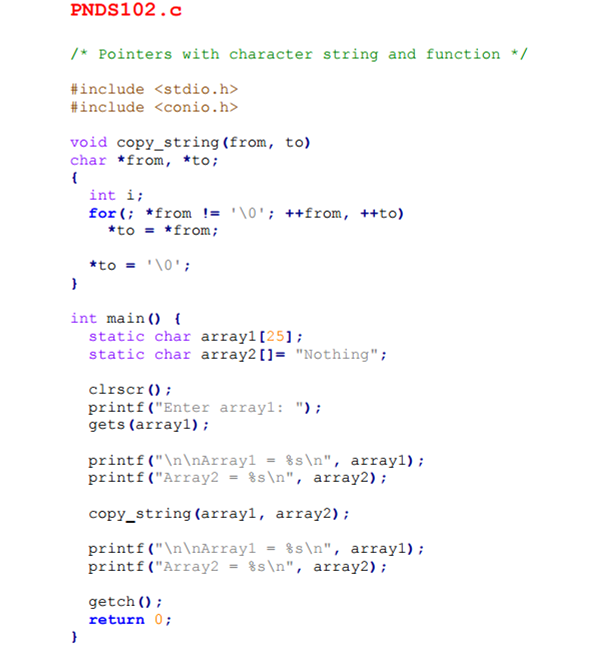 PNDS102.c
/* Pointers with character string and function */
#include <stdio.h>
#include <conio.h>
void copy_string(from, to)
char *from, *to;
{
int i;
for(; *from != '\0'; ++from, ++to)
*to = *from;
*to = '\0';
}
int main() {
static char array1[25];
static char array2[]= "Nothing";
clrscr();
printf("Enter array1: ");
gets(array1);
printf("\n\nArray1 = %s\n", array1);
printf("Array2 = %s\n", array2);
copy_string(array1, array2);
printf("\n\nArray1 = %s\n", array1);
printf("Array2 = %s\n", array2);
getch();
return 0;
}